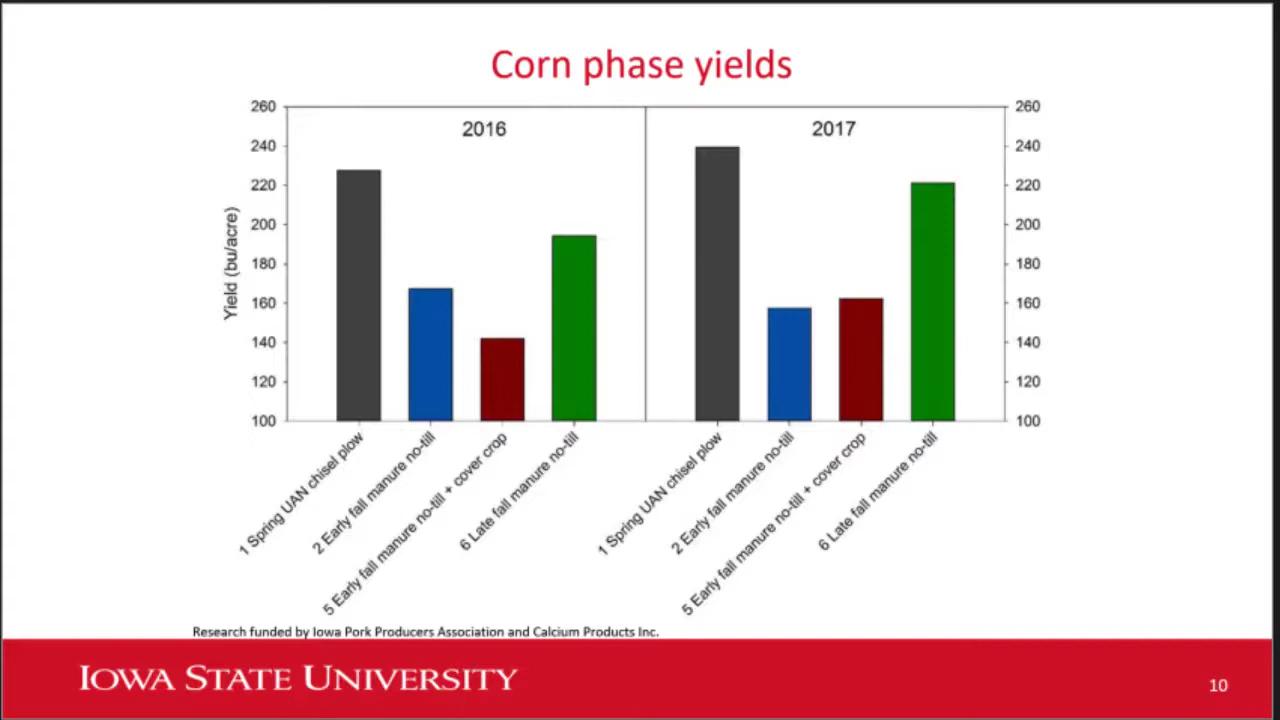 Corn phase yields
2016
2017
Yield (bu/acre)
260
240
220
200
180
160
140
120
100
260
240
220
200
180
160
140
120
100
1 Spring UAN chisel plow
2 Early fall manure no-till
5 Early fall manure no-till + cover crop
6 Late fall manure no-till
1 Spring UAN chisel plow
2 Early fall manure no-till
5 Early fall manure no-till + cover crop
6 Late fall manure no-till
Research funded by Iowa Pork Producers Association and Calcium Products Inc.
IOWA STATE UNIVERSITY
10